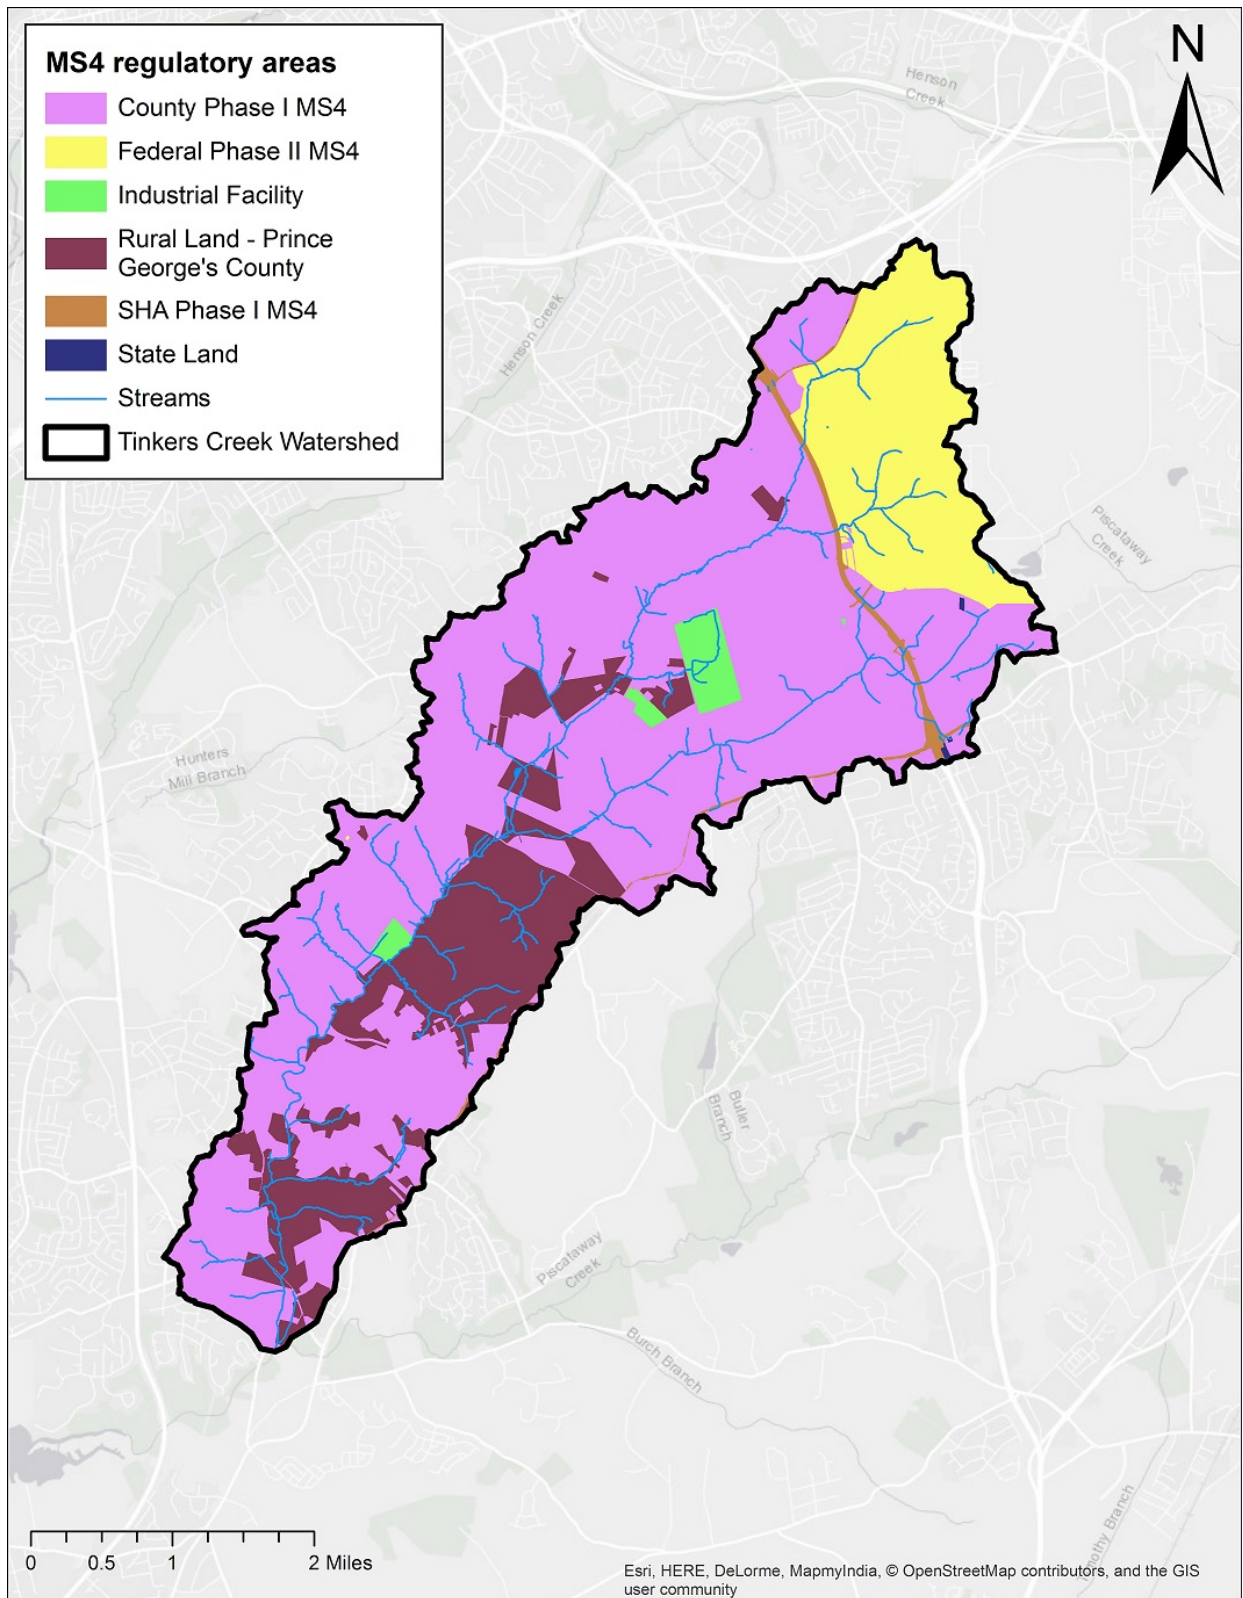 MS4 regulatory areas
County Phase I MS4
Federal Phase II MS4
Industrial Facility
Rural Land - Prince
George's County
SHA Phase I MS4
State Land
Streams
Tinkers Creek Watershed
N
Henson
Creek
Henson Creek
Piscataway
Creek
Hunters
Mill Branch
Butler
Branch
Piscataway
Creek
Burch Branch
Timothy Branch
0 0.5 1 2 Miles
Esri, HERE, DeLorme, MapmyIndia, © OpenStreetMap contributors, and the GIS
user community